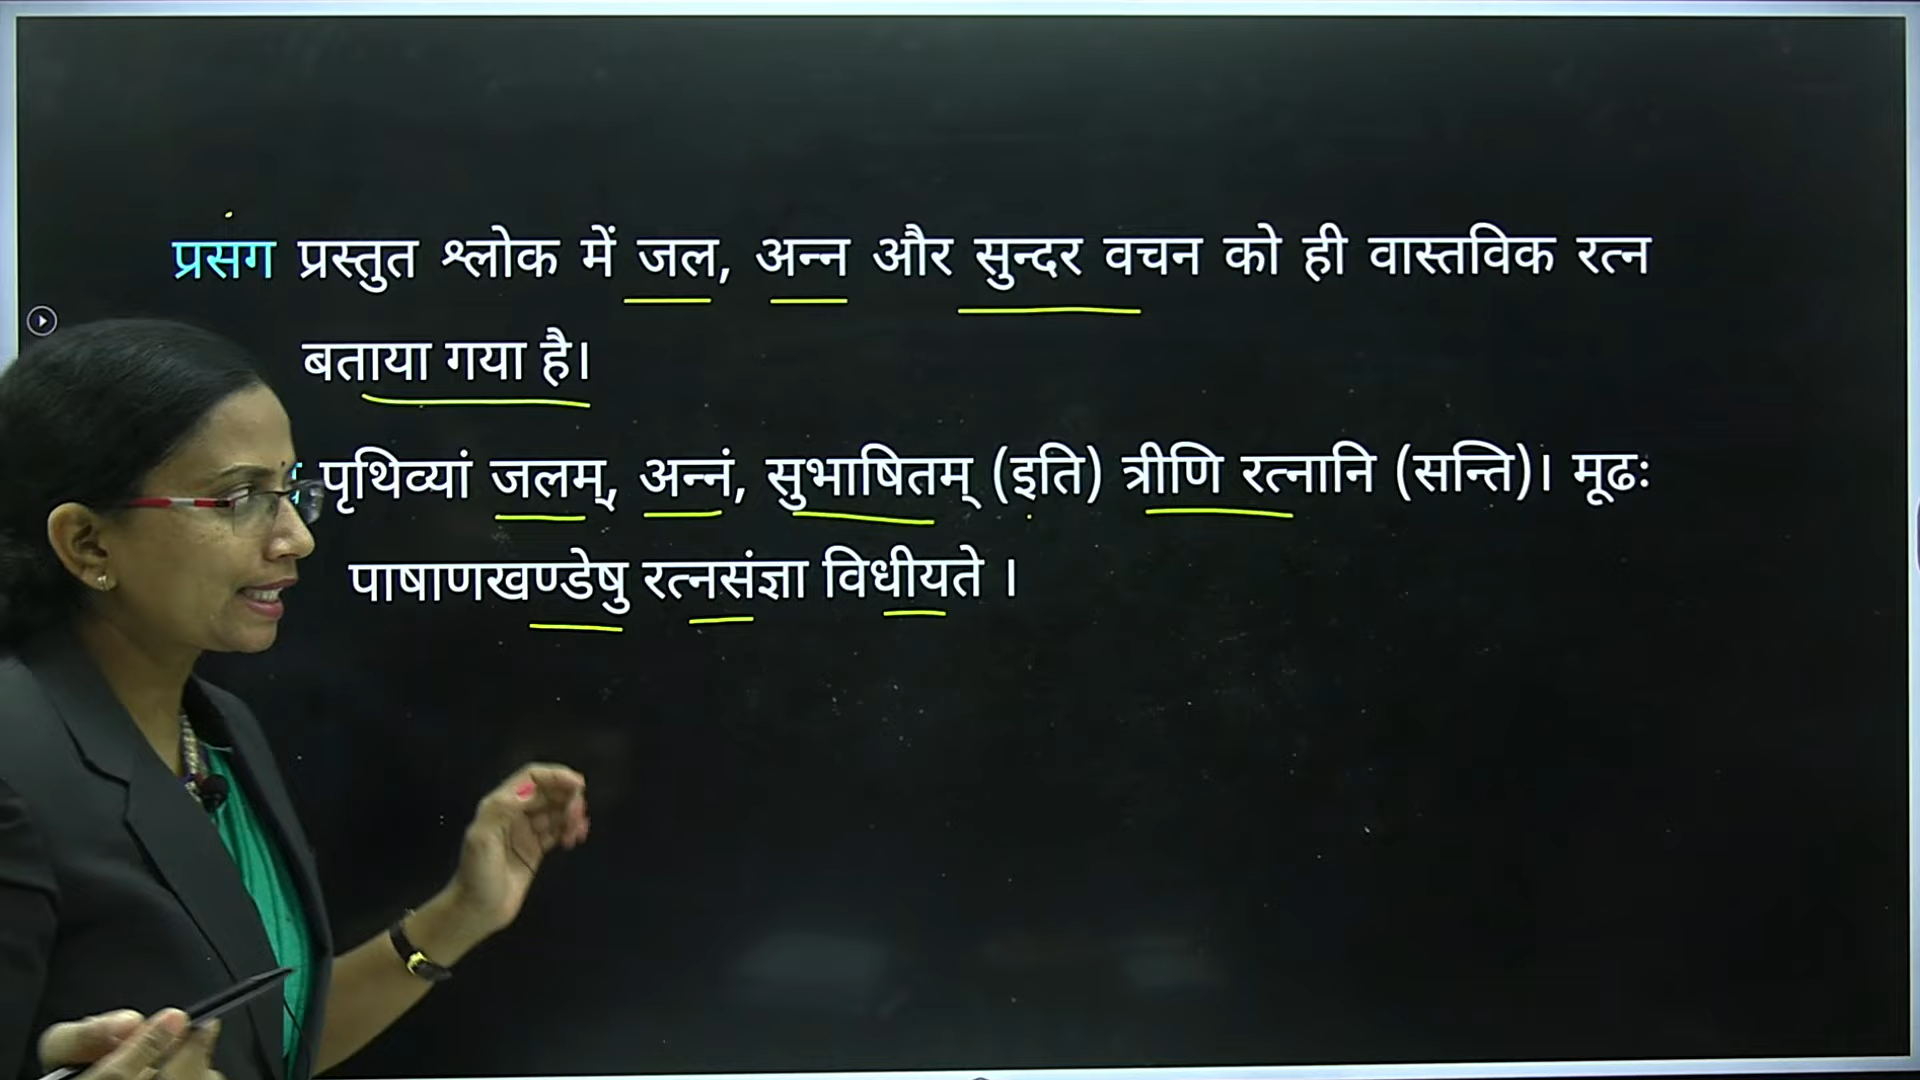 प्रसंग प्रस्तुत श्लोक में जल, अन्न और सुन्दर वचन को ही वास्तविक रत्न
बताया गया है।
पृथिव्यां जलम्, अन्नं, सुभाषितम् (इति) त्रीणि रत्नानि (सन्ति)। मूढः
पाषाणखण्डेषु रत्नसंज्ञा विधीयते ।